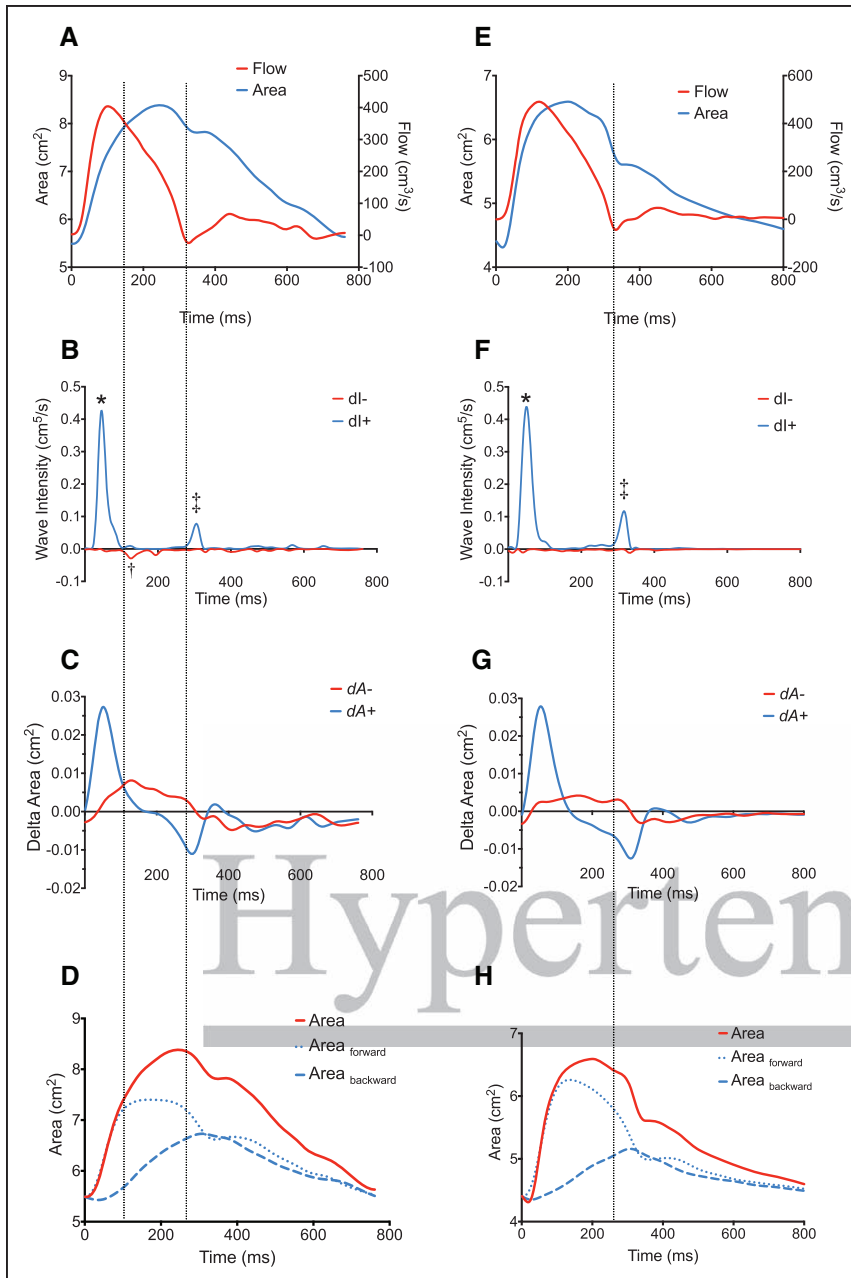 A
Flow
Area
9
8
7
6
5
Area (cm2)
500
400
300
200
100
0
-100
Flow (cm3/s)
0 200 400 600 800
Time (ms)
E
Flow
Area
7
6
5
4
Area (cm2)
600
400
200
0
-200
Flow (cm3/s)
0 200 400 600 800
Time (ms)
B
dI-
dI+
0.5
0.4
0.3
0.2
0.1
0.0
-0.1
Wave Intensity (cm5/s)
*
†
‡
200 400 600 800
Time (ms)
F
dI-
dI+
0.5
0.4
0.3
0.2
0.1
0.0
-0.1
Wave Intensity (cm5/s)
*
‡
200 400 600 800
Time (ms)
C
dA-
dA+
0.03
0.02
0.01
0.00
-0.01
-0.02
Delta Area (cm2)
200 400 600 800
Time (ms)
G
dA-
dA+
0.03
0.02
0.01
0.00
-0.01
-0.02
Delta Area (cm2)
200 400 600 800
Time (ms)
Hyperten
D
Area
Area forward
Area backward
9
8
7
6
5
Area (cm2)
0 200 400 600 800
Time (ms)
H
Area
Area forward
Area backward
7
6
5
4
Area (cm2)
0 200 400 600 800
Time (ms)